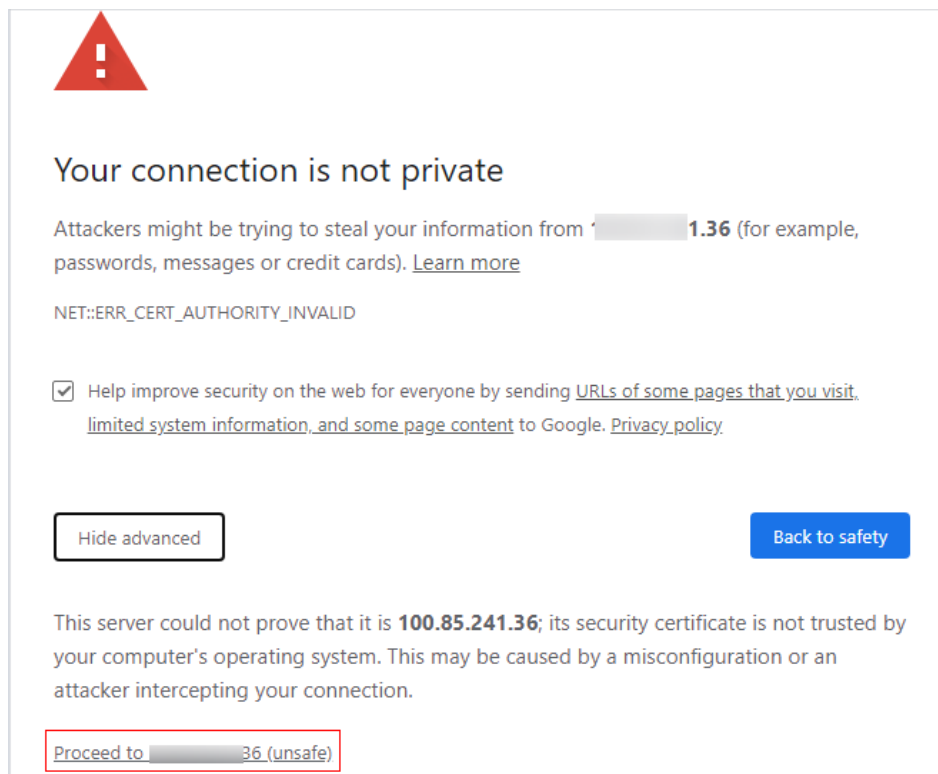 Your connection is not private
Attackers might be trying to steal your information from 1.36 (for example,
passwords, messages or credit cards). Learn more
NET::ERR_CERT_AUTHORITY_INVALID
Help improve security on the web for everyone by sending URLs of some pages that you visit,
limited system information, and some page content to Google. Privacy policy
Hide advanced
Back to safety
This server could not prove that it is 100.85.241.36; its security certificate is not trusted by
your computer's operating system. This may be caused by a misconfiguration or an
attacker intercepting your connection.
Proceed to 36 (unsafe)